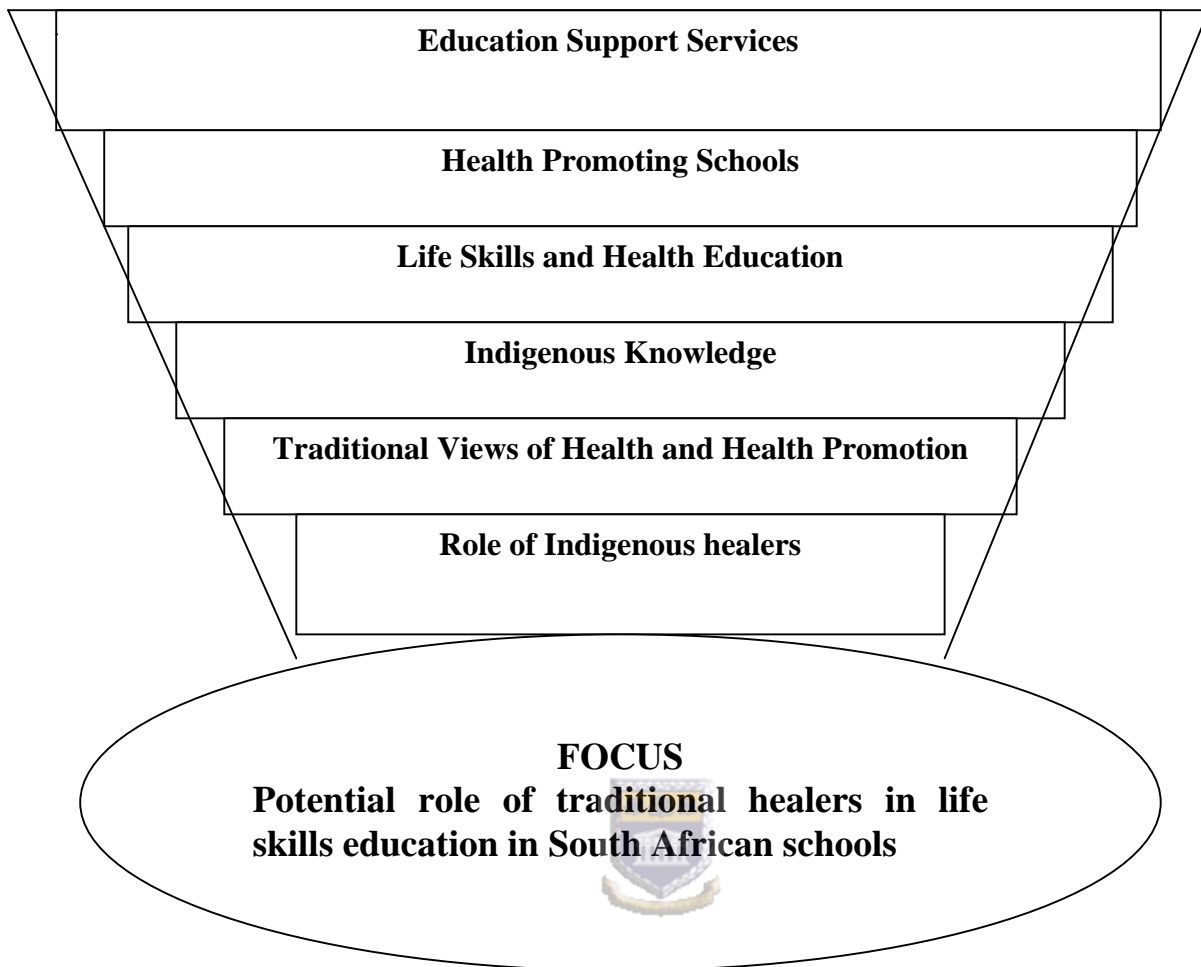 Education Support Services
Health Promoting Schools
Life Skills and Health Education
Indigenous Knowledge
Traditional Views of Health and Health Promotion
Role of Indigenous healers
FOCUS
Potential role of traditional healers in life
skills education in South African schools